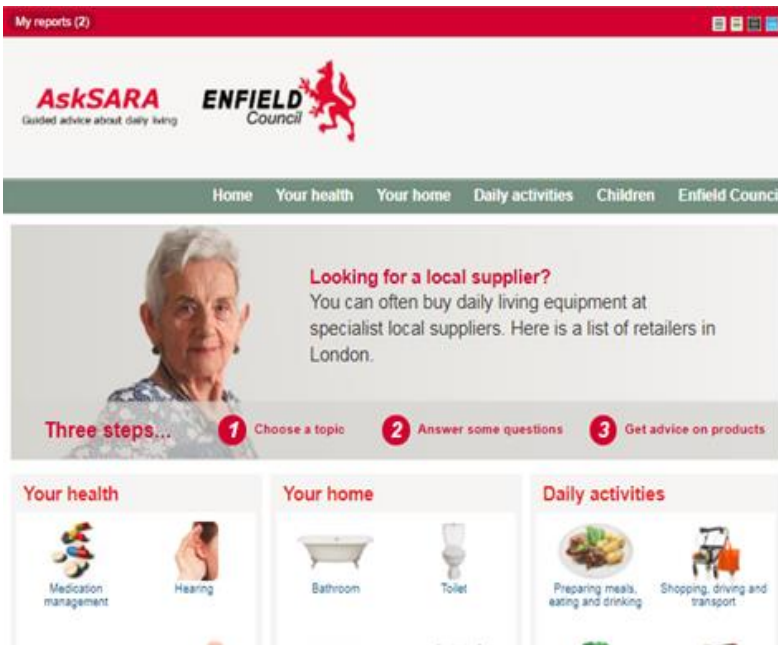 My reports (2)
AskSARA
Guided advice about daily living
ENFIELD
Council
Home Your health Your home Daily activities Children Enfield Counci
Looking for a local supplier?
You can often buy daily living equipment at
specialist local suppliers. Here is a list of retailers in
London.
Three steps... 1 Choose a topic 2 Answer some questions 3 Get advice on products
Your health
Medication
management
Hearing
Your home
Bathroom
Toilet
Daily activities
Preparing meals,
eating and drinking
Shopping, driving and
transport